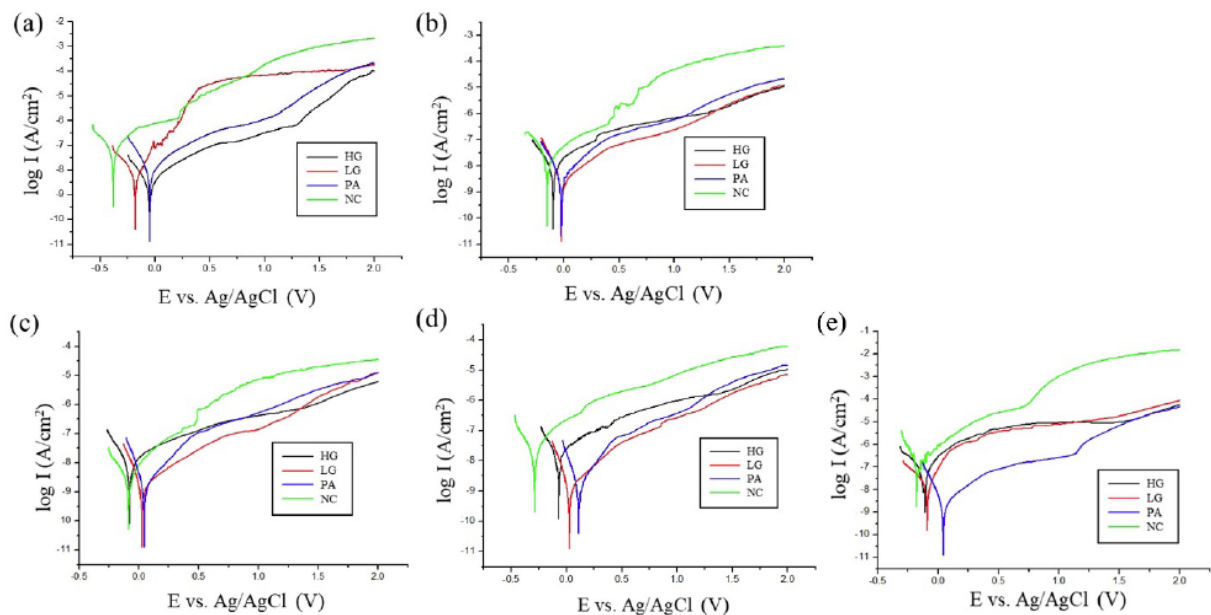 (a)
log I (A/cm²)
-2
-3
-4
-5
-6
-7
-8
-9
-10
-11
HG
LG
PA
NC
-0.5 0.0 0.5 1.0 1.5 2.0
E vs. Ag/AgCl (V)
(b)
log I (A/cm²)
-3
-4
-5
-6
-7
-8
-9
-10
-11
HG
LG
PA
NC
-0.5 0.0 0.5 1.0 1.5 2.0
E vs. Ag/AgCl (V)
(c)
log I (A/cm²)
-4
-5
-6
-7
-8
-9
-10
-11
HG
LG
PA
NC
-0.5 0.0 0.5 1.0 1.5 2.0
E vs. Ag/AgCl (V)
(d)
log I (A/cm²)
-4
-5
-6
-7
-8
-9
-10
-11
HG
LG
PA
NC
-0.5 0.0 0.5 1.0 1.5 2.0
E vs. Ag/AgCl (V)
(e)
log I (A/cm²)
-1
-2
-3
-4
-5
-6
-7
-8
-9
-10
-11
HG
LG
PA
NC
-0.5 0.0 0.5 1.0 1.5 2.0
E vs. Ag/AgCl (V)